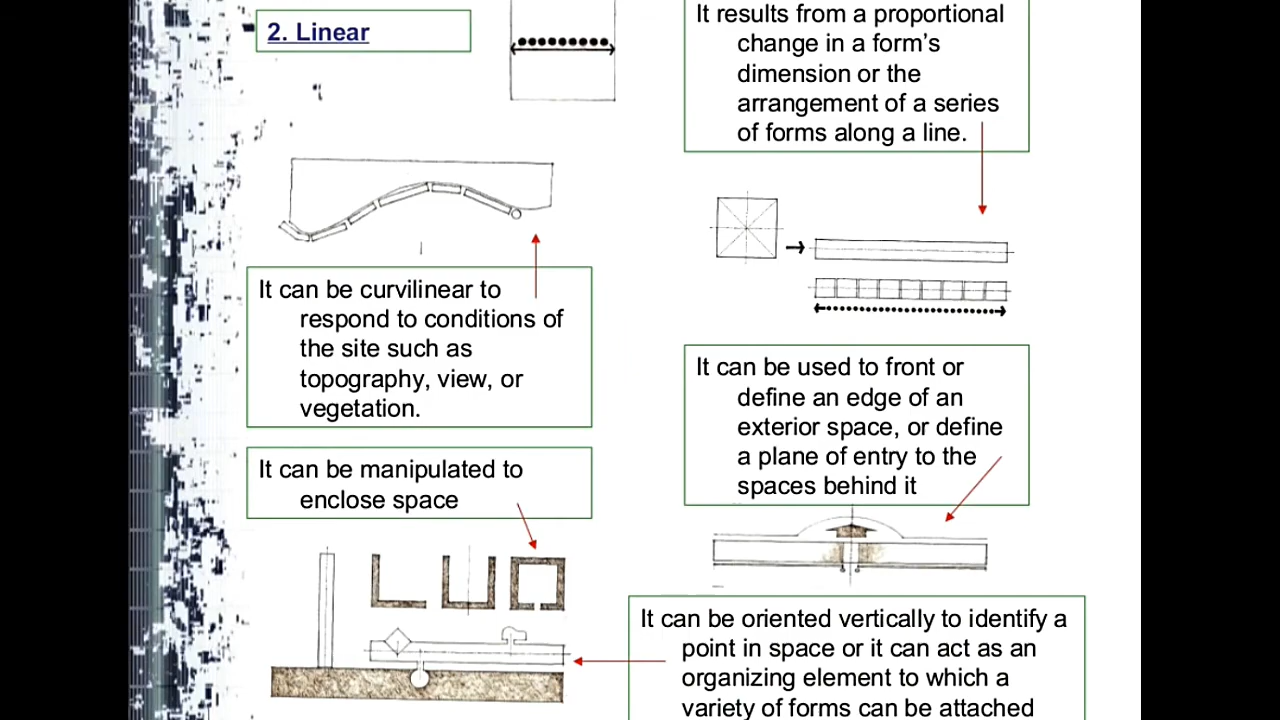 2. Linear
It results from a proportional
change in a form's
dimension or the
arrangement of a series
of forms along a line.
It can be curvilinear to
respond to conditions of
the site such as
topography, view, or
vegetation.
It can be used to front or
define an edge of an
exterior space, or define
a plane of entry to the
spaces behind it
It can be manipulated to
enclose space
It can be oriented vertically to identify a
point in space or it can act as an
organizing element to which a
variety of forms can be attached